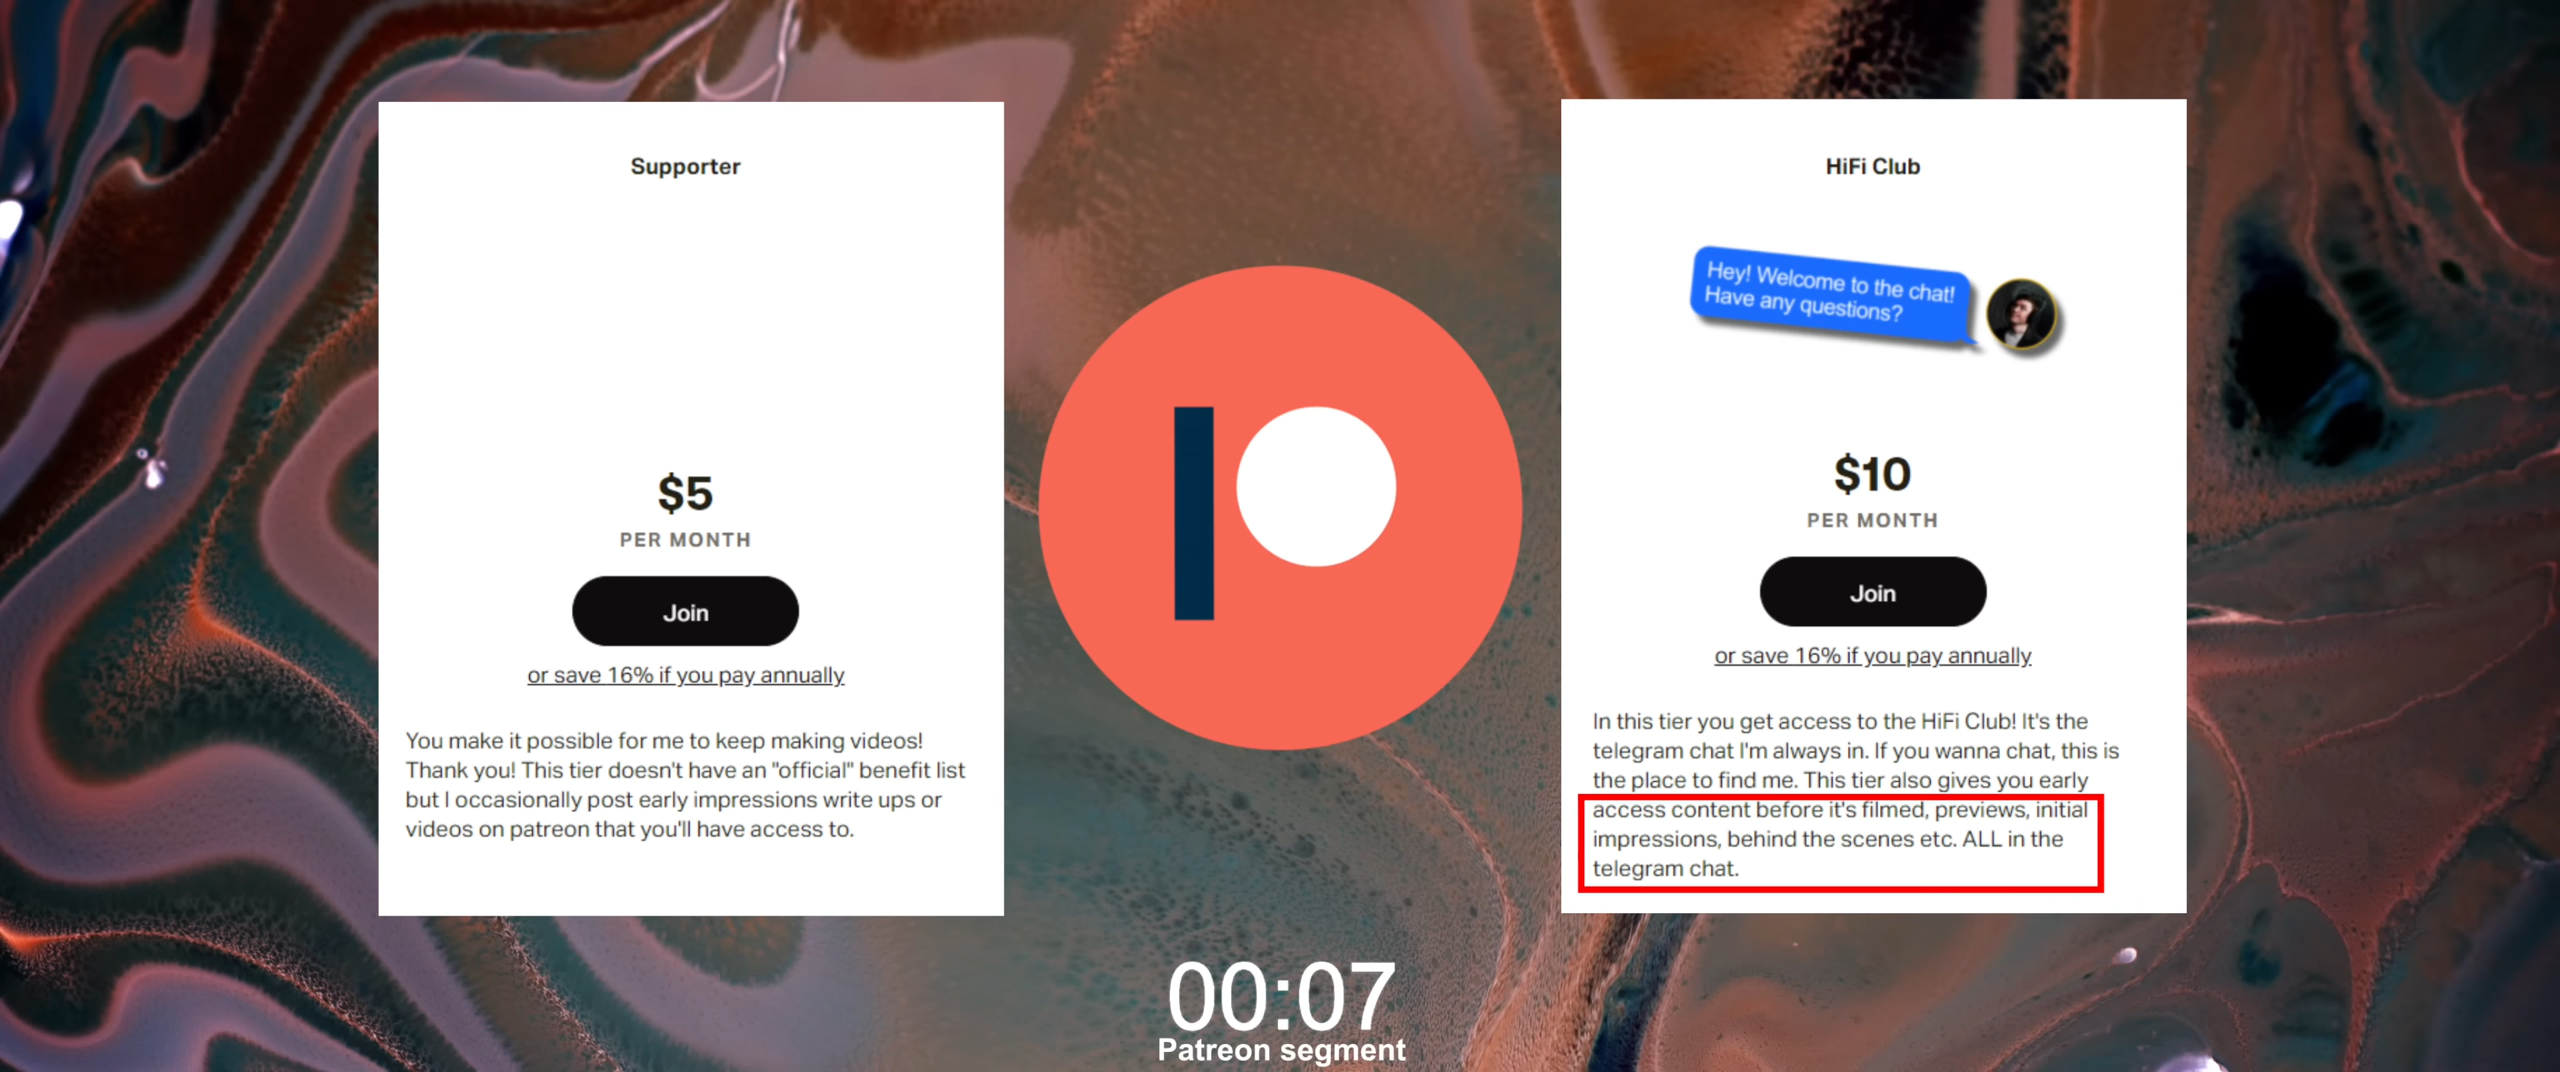 Supporter
$5
PER MONTH
Join
or save 16% if you pay annually
You make it possible for me to keep making videos!
Thank you! This tier doesn't have an "official" benefit list
but I occasionally post early impressions write ups or
videos on patreon that you'll have access to.
HiFi Club
Hey! Welcome to the chat!
Have any questions?
$10
PER MONTH
Join
or save 16% if you pay annually
In this tier you get access to the HiFi Club! It's the
telegram chat I'm always in. If you wanna chat, this is
the place to find me. This tier also gives you early
access content before it's filmed, previews, initial
impressions, behind the scenes etc. ALL in the
telegram chat.
00:07
Patreon segment